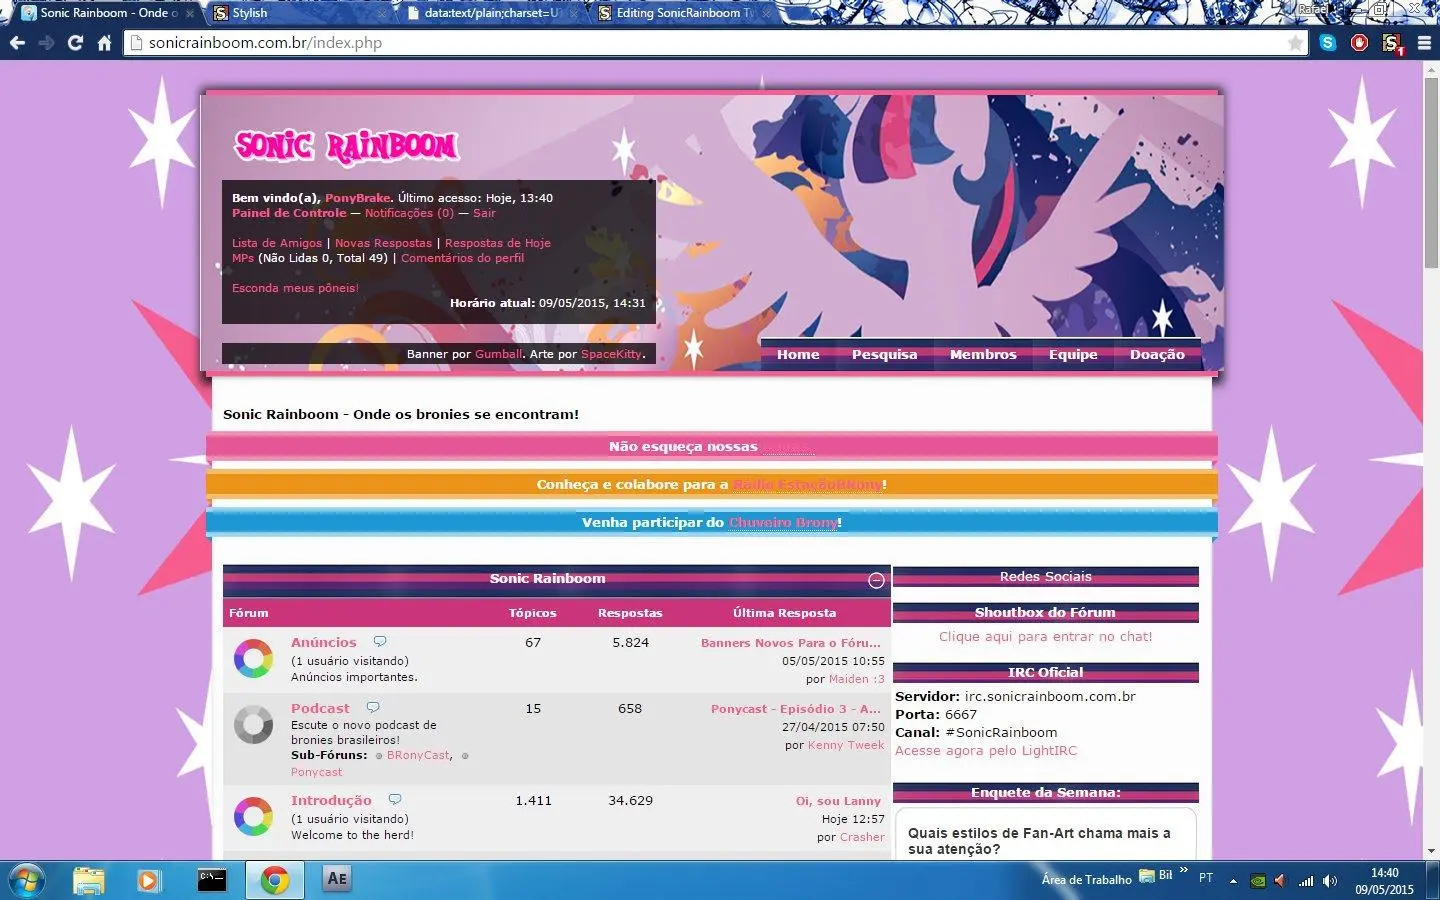 Sonic Rainboom - Onde o
Stylish
data:text/plain;charset=U
Editing SonicRainboom T
Rafael
sonicrainboom.com.br/index.php
SONIC RAINBOOM
Bem vindo(a), PonyBrake. Último acesso: Hoje, 13:40
Painel de Controle — Notificações (0) — Sair
Lista de Amigos | Novas Respostas | Respostas de Hoje
MPs (Não Lidas 0, Total 49) | Comentários do perfil
Esconda meus pôneis!
Horário atual: 09/05/2015, 14:31
Banner por Gumball. Arte por SpaceKitty.
Home Pesquisa Membros Equipe Doação
Sonic Rainboom - Onde os bronies se encontram!
Não esqueça nossas
Conheça e colabore para a Rádio EstaçãoBRony!
Venha participar do Chuveiro Brony!
Sonic Rainboom
Fórum Tópicos Respostas Última Resposta
Anúncios 67 5.824 Banners Novos Para o Fóru...
(1 usuário visitando) 05/05/2015 10:55
Anúncios importantes. por Maiden :3
Podcast 15 658 Ponycast - Episódio 3 - A...
Escute o novo podcast de 27/04/2015 07:50
bronies brasileiros! por Kenny Tweek
Sub-Fóruns: BRonyCast,
Ponycast
Introdução 1.411 34.629 Oi, sou Lanny
(1 usuário visitando) Hoje 12:57
Welcome to the herd! por Crasher
Redes Sociais
Shoutbox do Fórum
Clique aqui para entrar no chat!
IRC Oficial
Servidor: irc.sonicrainboom.com.br
Porta: 6667
Canal: #SonicRainboom
Acesse agora pelo LightIRC
Enquete da Semana:
Quais estilos de Fan-Art chama mais a
sua atenção?
C:\_
AE
Área de Trabalho
Bib
»
PT
14:40
09/05/2015